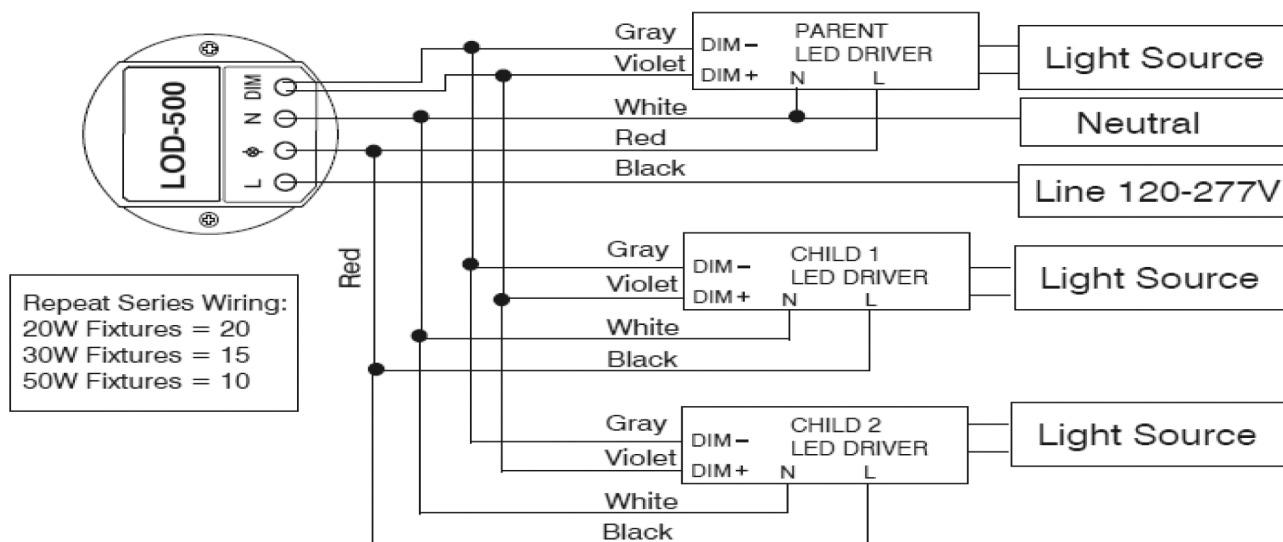 LOD-500
DIM
N
L
Gray
Violet
White
Red
Black
DIM –
DIM +
PARENT
LED DRIVER
N
L
Light Source
Neutral
Line 120-277V
Red
Repeat Series Wiring:
20W Fixtures = 20
30W Fixtures = 15
50W Fixtures = 10
Gray
Violet
White
Black
DIM –
DIM +
CHILD 1
LED DRIVER
N
L
Light Source
Gray
Violet
White
Black
DIM –
DIM +
CHILD 2
LED DRIVER
N
L
Light Source